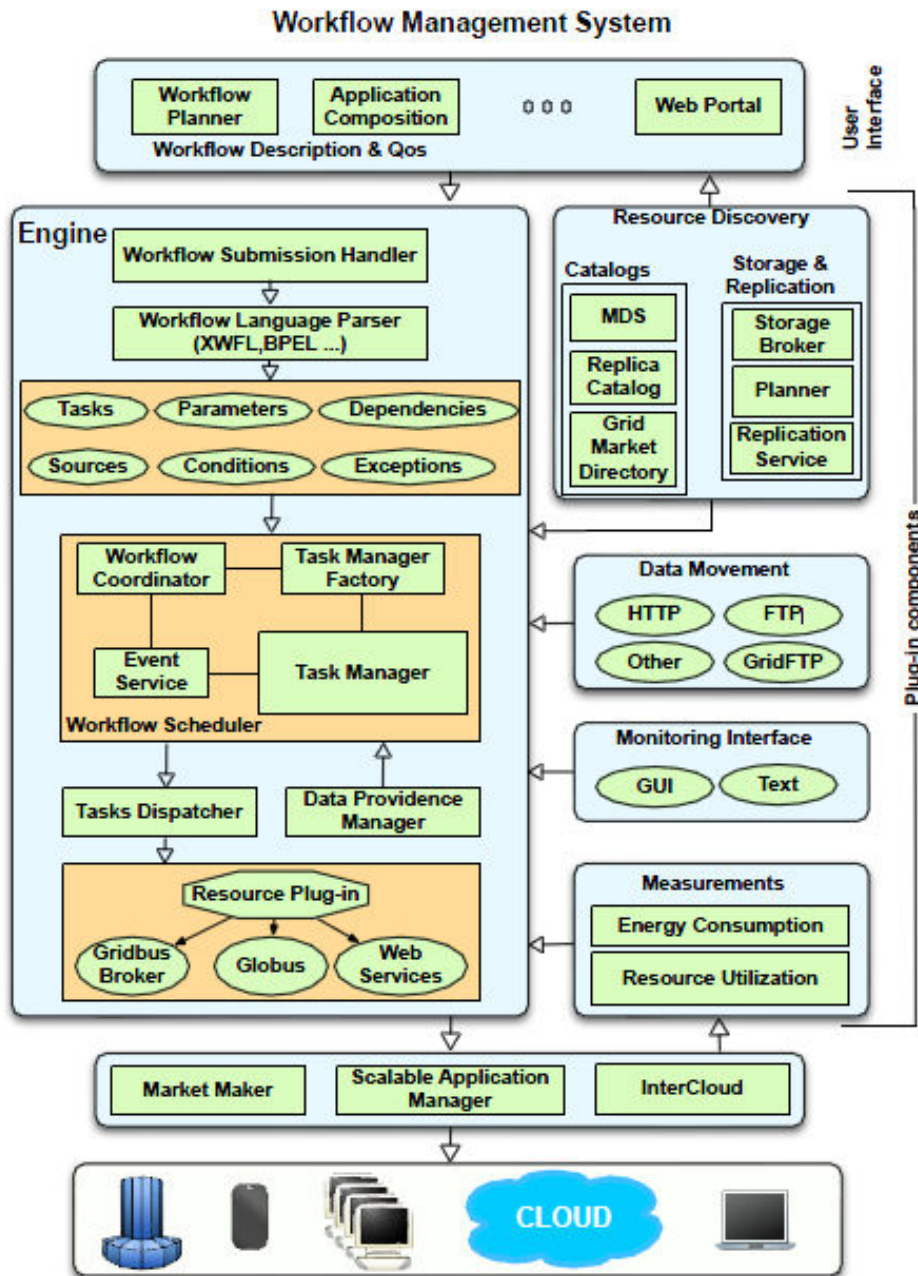 Workflow Management System
Workflow
Planner
Application
Composition
o o o
Web Portal
Workflow Description & Qos
User
Interface
Engine
Workflow Submission Handler
Workflow Language Parser
(XWFL,BPEL ...)
Tasks
Parameters
Dependencies
Sources
Conditions
Exceptions
Workflow
Coordinator
Task Manager
Factory
Event
Service
Task Manager
Workflow Scheduler
Tasks Dispatcher
Data Providence
Manager
Resource Plug-in
Gridbus
Broker
Globus
Web
Services
Resource Discovery
Catalogs
MDS
Replica
Catalog
Grid
Market
Directory
Storage &
Replication
Storage
Broker
Planner
Replication
Service
Data Movement
HTTP
FTP
Other
GridFTP
Monitoring Interface
GUI
Text
Measurements
Energy Consumption
Resource Utilization
Plug-in components
Market Maker
Scalable Application
Manager
InterCloud
CLOUD